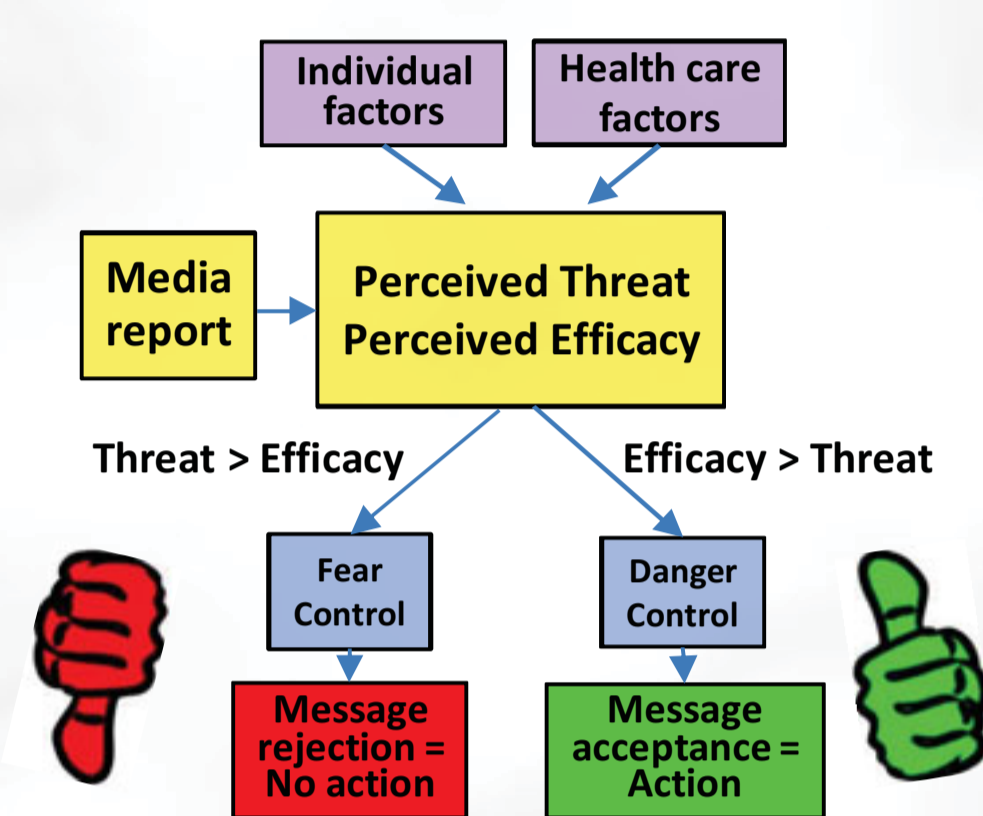 Individual
factors
Health care
factors
Media
report
Perceived Threat
Perceived Efficacy
Threat > Efficacy
Efficacy > Threat
Fear
Control
Danger
Control
Message
rejection =
No action
Message
acceptance =
Action